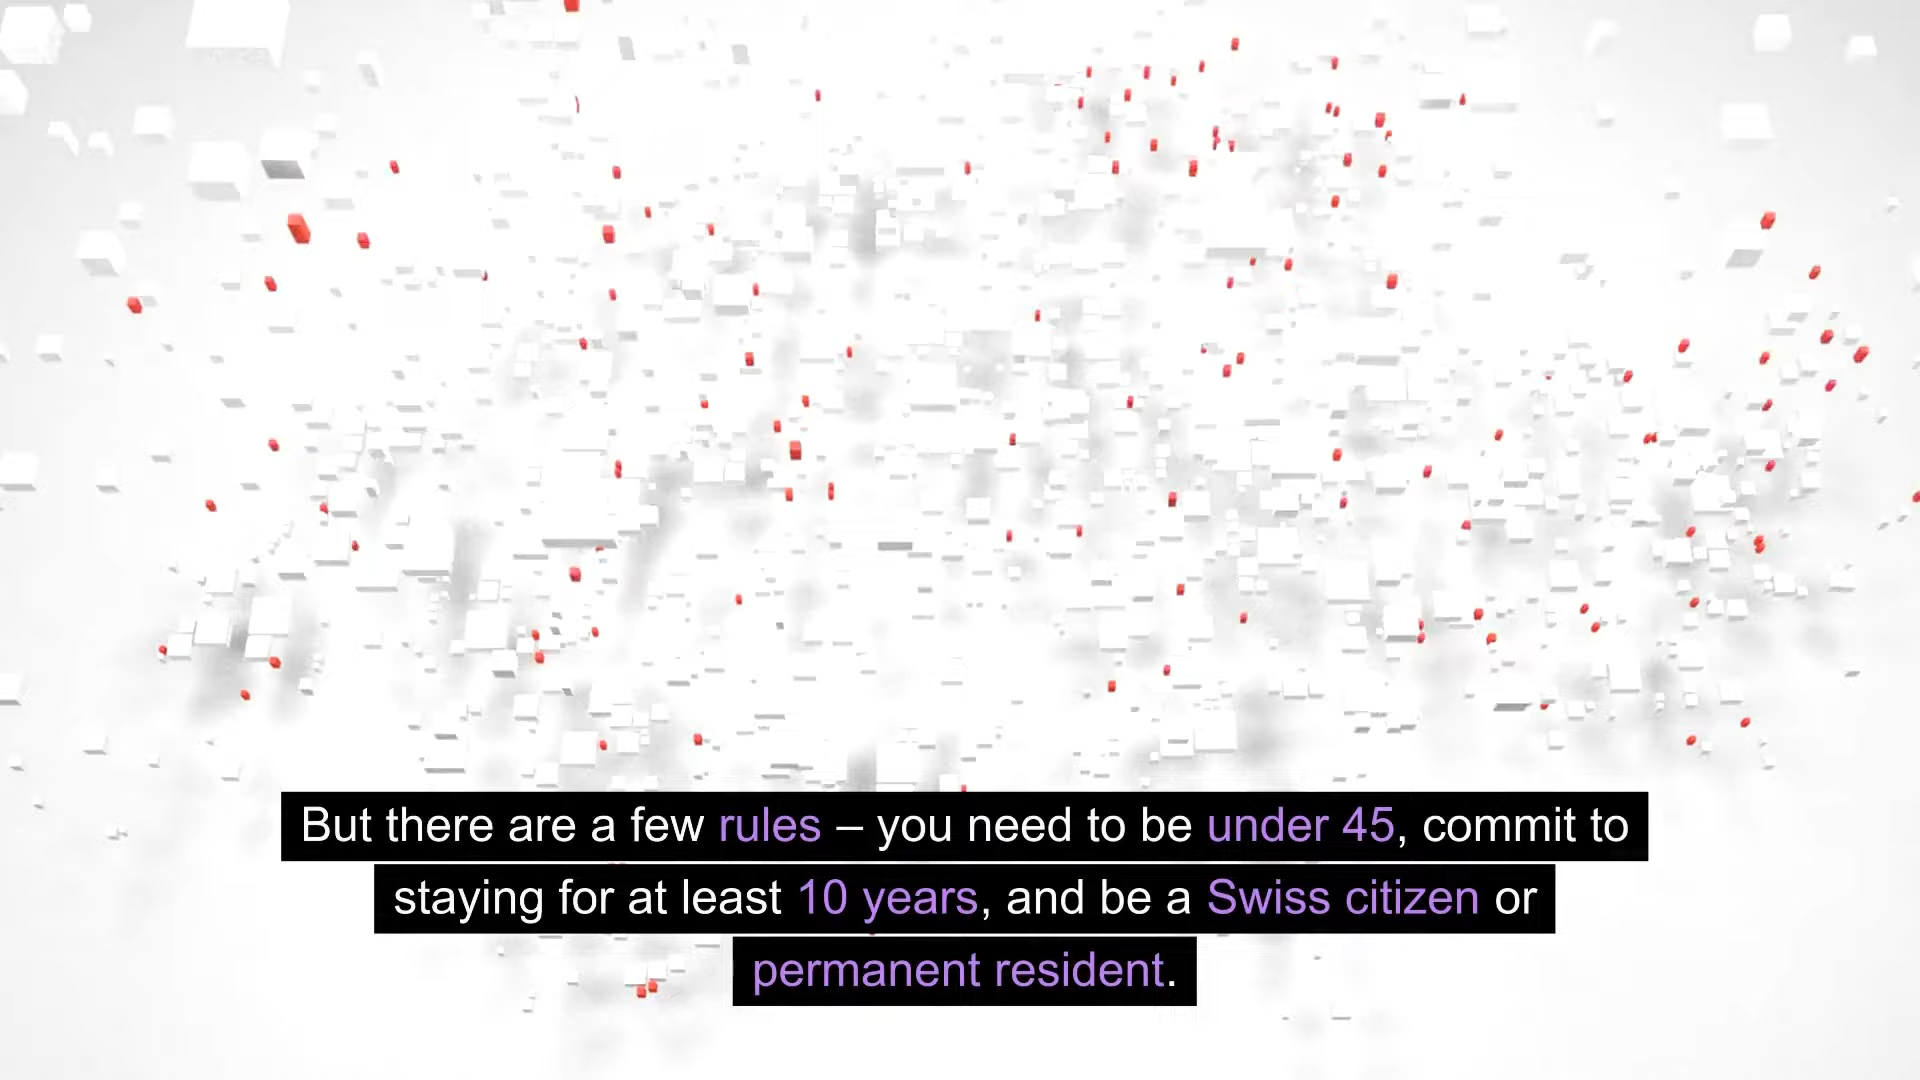 But there are a few rules – you need to be under 45, commit to
staying for at least 10 years, and be a Swiss citizen or
permanent resident.